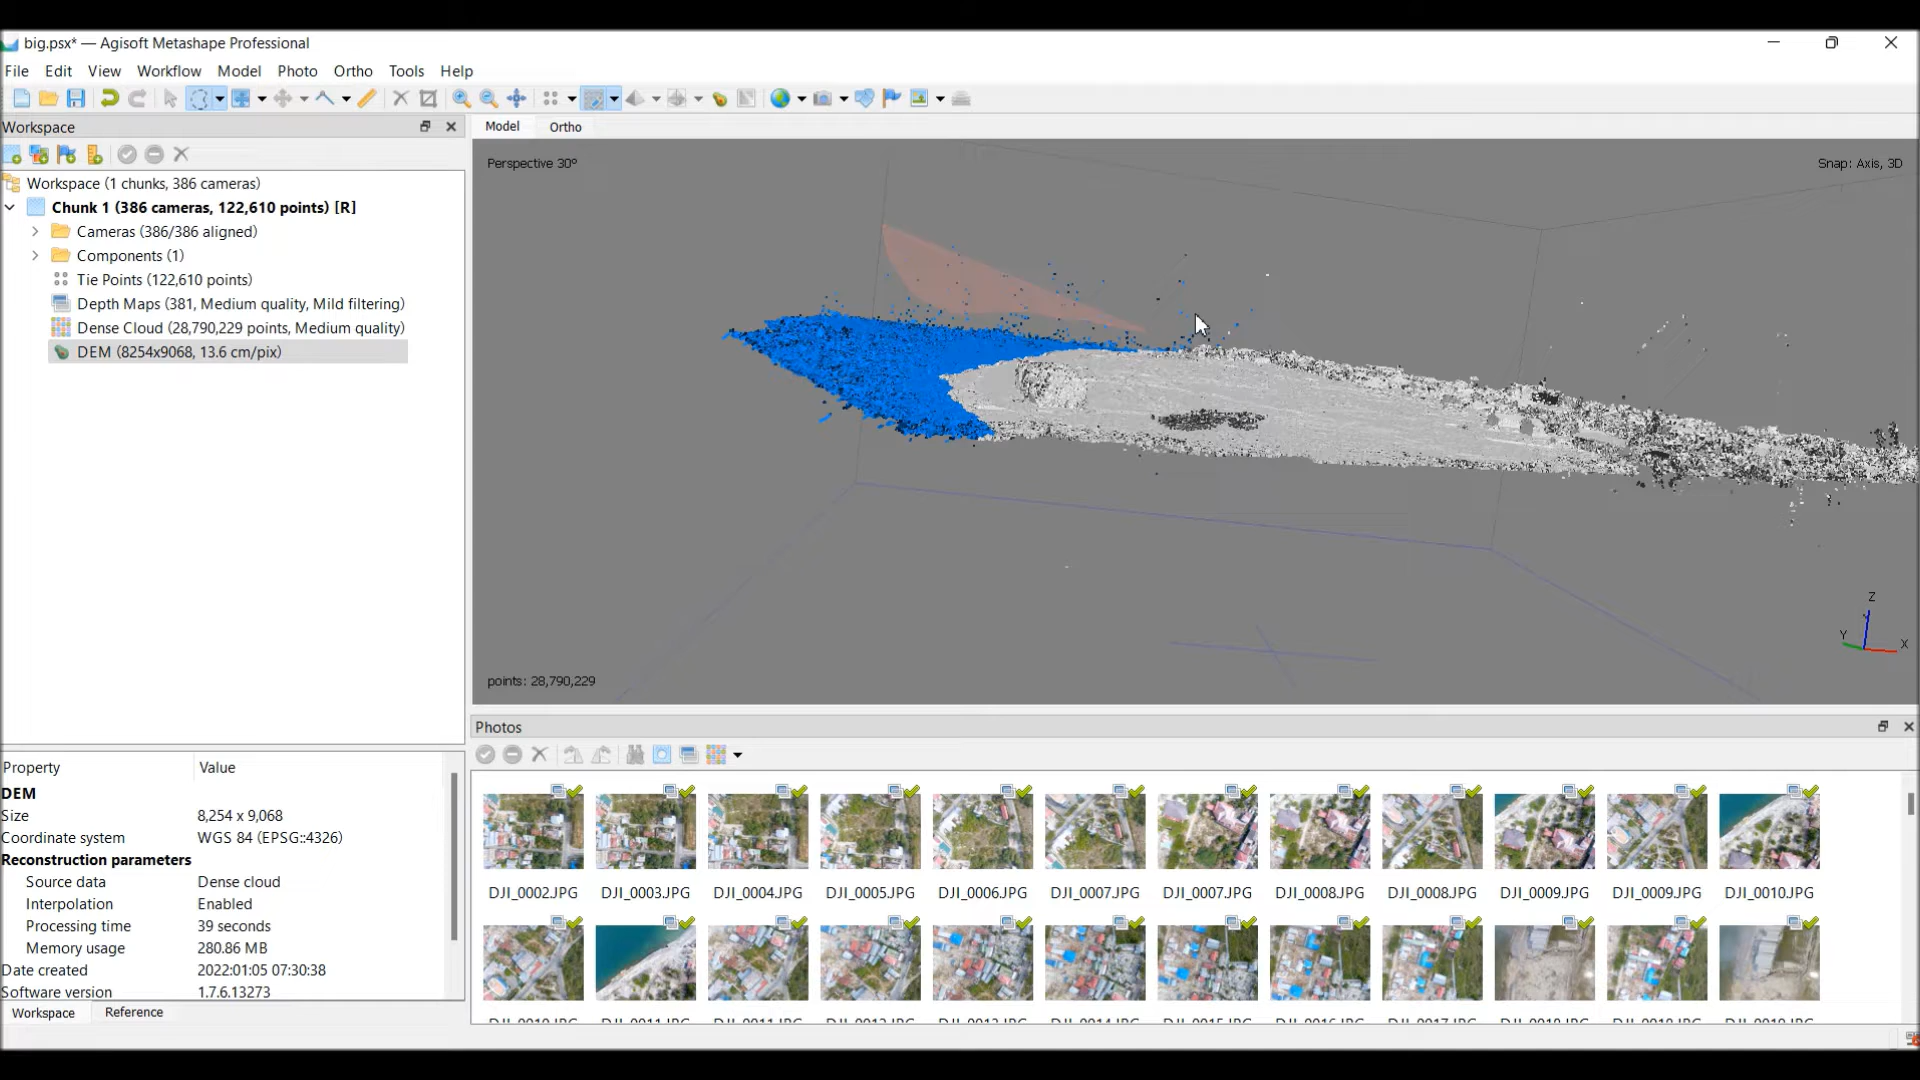 big.psx* — Agisoft Metashape Professional
File Edit View Workflow Model Photo Ortho Tools Help
Workspace
Model Ortho
Perspective 30°
Snap: Axis, 3D
Workspace (1 chunks, 386 cameras)
Chunk 1 (386 cameras, 122,610 points) [R]
Cameras (386/386 aligned)
Components (1)
Tie Points (122,610 points)
Depth Maps (381, Medium quality, Mild filtering)
Dense Cloud (28,790,229 points, Medium quality)
DEM (8254x9068, 13.6 cm/pix)
Z
Y
X
points: 28,790,229
Photos
Property Value
DEM
Size 8,254 x 9,068
Coordinate system WGS 84 (EPSG::4326)
Reconstruction parameters
Source data Dense cloud
Interpolation Enabled
Processing time 39 seconds
Memory usage 280.86 MB
Date created 2022:01:05 07:30:38
Software version 1.7.6.13273
Workspace Reference
DJI_0002.JPG DJI_0003.JPG DJI_0004.JPG DJI_0005.JPG DJI_0006.JPG DJI_0007.JPG DJI_0007.JPG DJI_0008.JPG DJI_0008.JPG DJI_0009.JPG DJI_0009.JPG DJI_0010.JPG